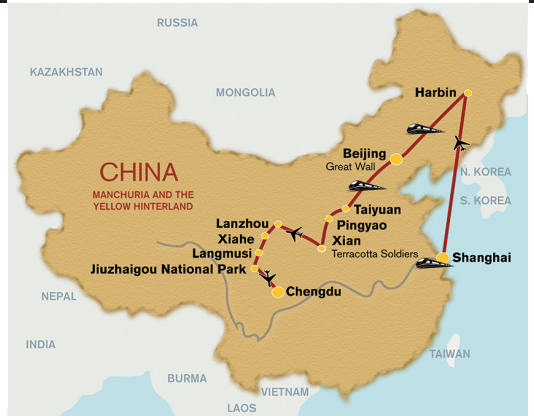 RUSSIA
KAZAKHSTAN
MONGOLIA
Harbin
Beijing
Great Wall
N. KOREA
CHINA
MANCHURIA AND THE
YELLOW HINTERLAND
S. KOREA
Taiyuan
Lanzhou
Pingyao
Xiahe
Xian
Langmusi
Terracotta Soldiers
Shanghai
Jiuzhaigou National Park
Chengdu
NEPAL
INDIA
TAIWAN
BURMA
VIETNAM
LAOS